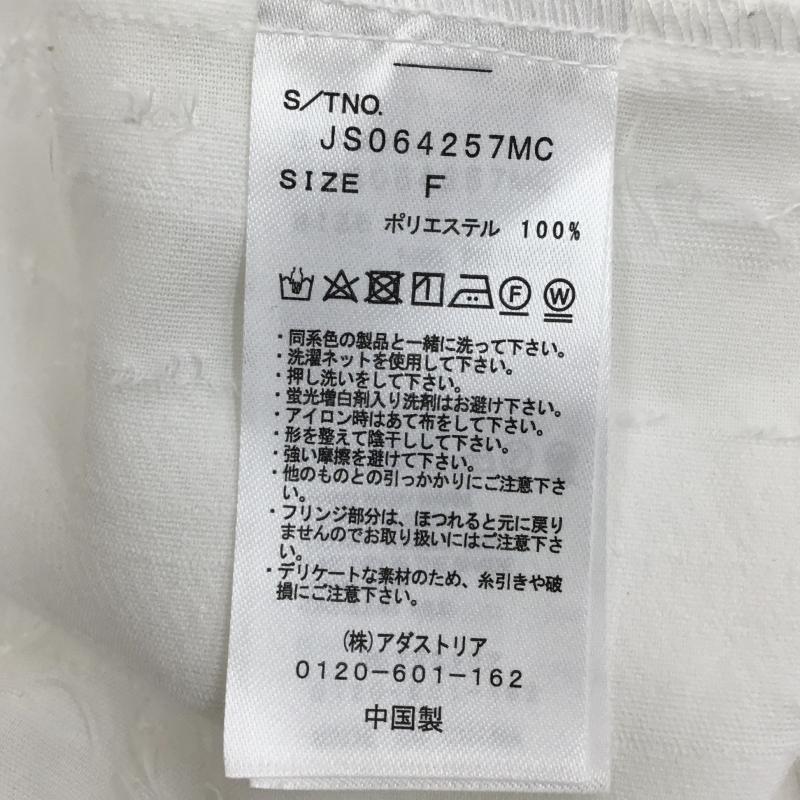 S/TNO.
JS064257MC
SIZE F
ポリエステル 100%
F W
・同系色の製品と一緒に洗って下さい。
・洗濯ネットを使用して下さい。
・押し洗いをして下さい。
・蛍光増白剤入り洗剤はお避け下さい。
・アイロン時はあて布をして下さい。
・形を整えて陰干しして下さい。
・強い摩擦を避けて下さい。
・他のものとの引っかかりにご注意下さ
い。
・フリンジ部分は、ほつれると元に戻り
ませんのでお取り扱いにはご注意下さ
い。
・デリケートな素材のため、糸引きや破
損にご注意下さい。
(株)アダストリア
0120-601-162
中国製